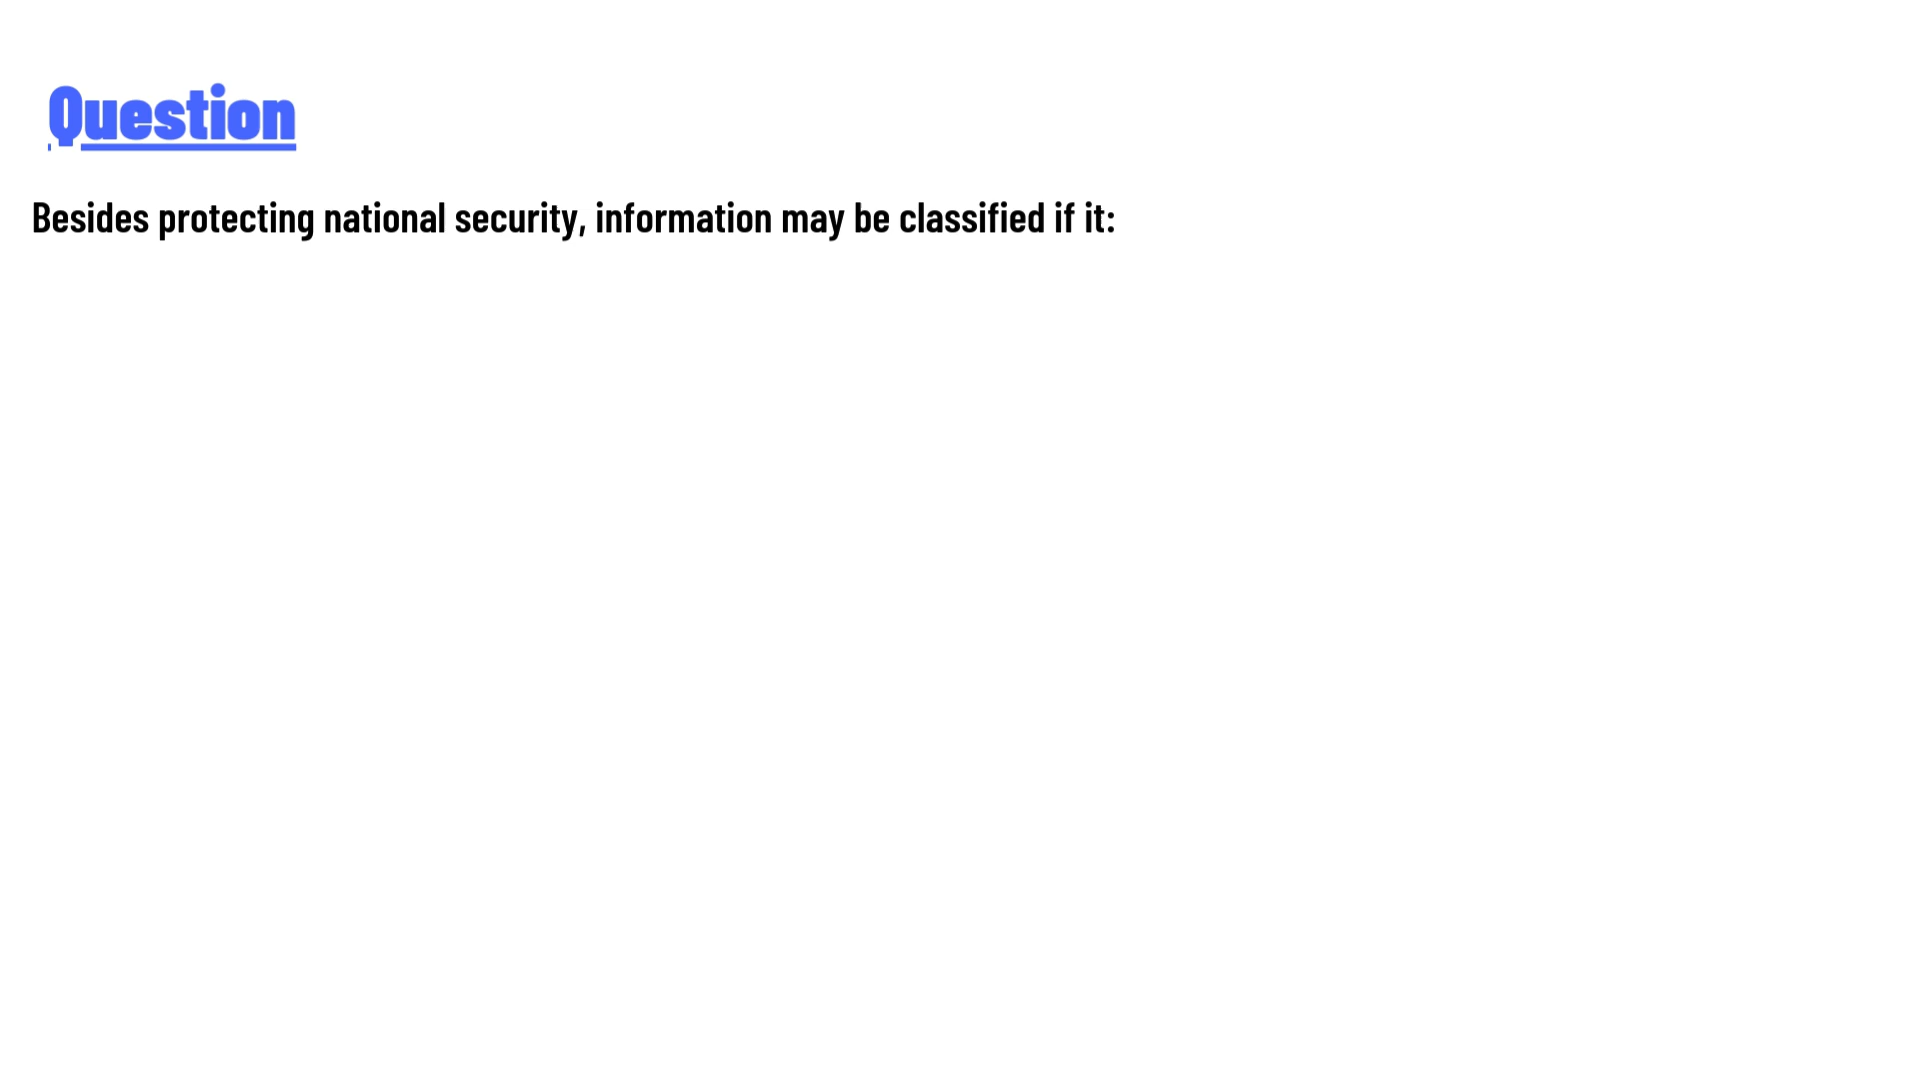 Question
Besides protecting national security, information may be classified if it: